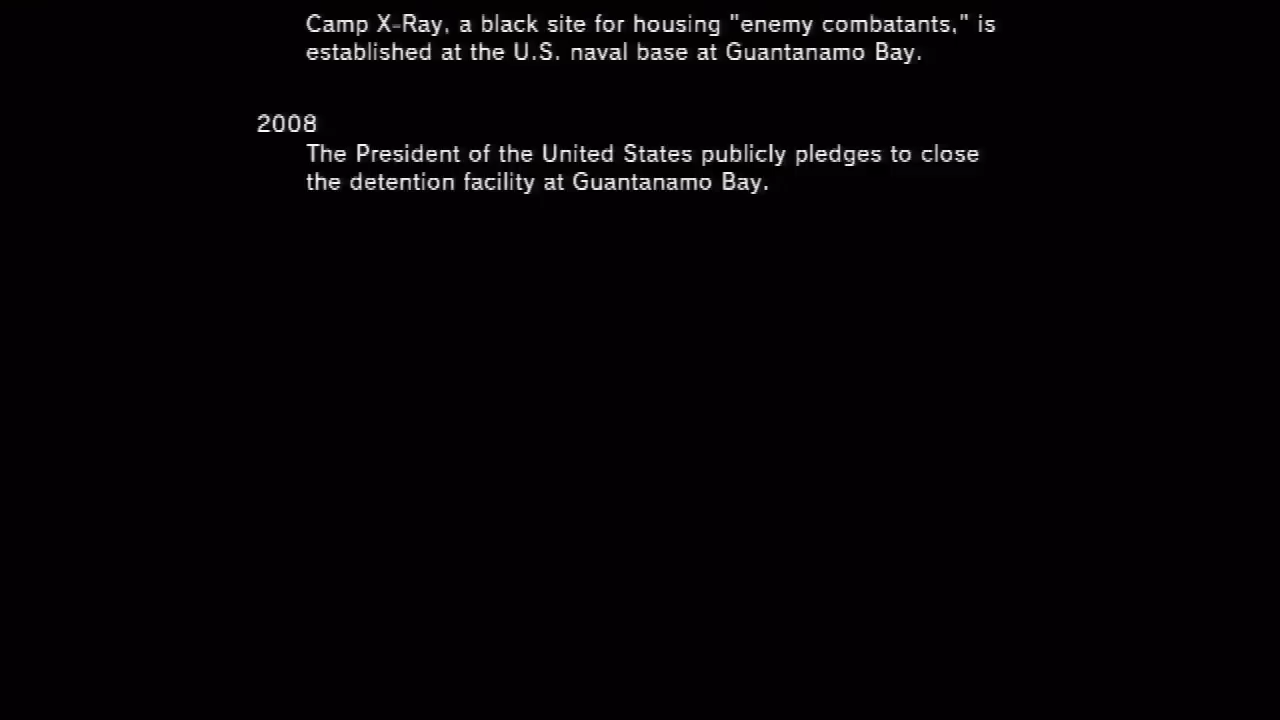 Camp X-Ray, a black site for housing "enemy combatants," is
established at the U.S. naval base at Guantanamo Bay.
2008
The President of the United States publicly pledges to close
the detention facility at Guantanamo Bay.